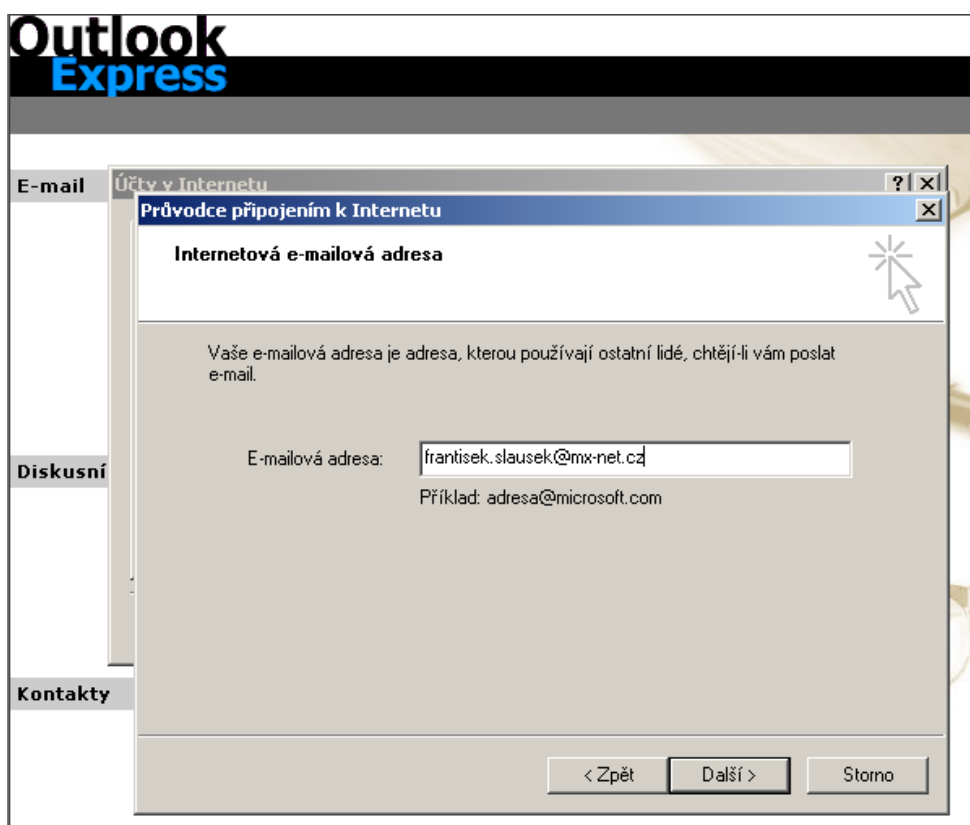 Outlook
Express
E-mail
Účty v Internetu
Průvodce připojením k Internetu
Internetová e-mailová adresa
Vaše e-mailová adresa je adresa, kterou používají ostatní lidé, chtějí-li vám poslat
e-mail.
E-mailová adresa: frantisek.slausek@mx-net.cz
Příklad: adresa@microsoft.com
Diskusní
Kontakty
< Zpět Další > Storno